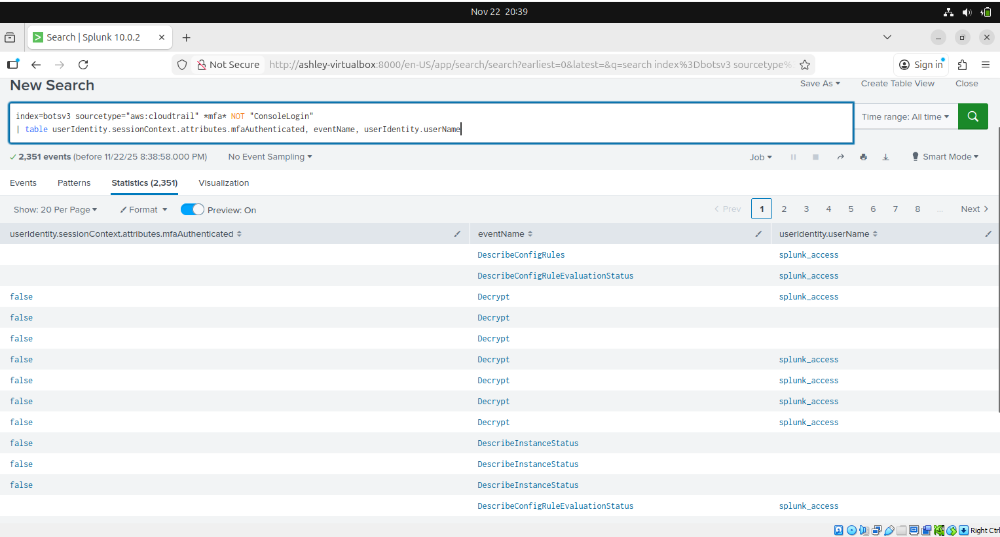 Nov 22 20:39
Search | Splunk 10.0.2
Not Secure http://ashley-virtualbox:8000/en-US/app/search/search?earliest=0&latest=&q=search index%3Dbotsv3 sourcetype% Sign in
New Search Save As Create Table View Close
index=botsv3 sourcetype="aws:cloudtrail" *mfa* NOT "ConsoleLogin" Time range: All time
| table userIdentity.sessionContext.attributes.mfaAuthenticated, eventName, userIdentity.userName
2,351 events (before 11/22/25 8:38:58.000 PM) No Event Sampling Job Smart Mode
Events Patterns Statistics (2,351) Visualization
Show: 20 Per Page Format Preview: On < Prev 1 2 3 4 5 6 7 8 ... Next >
userIdentity.sessionContext.attributes.mfaAuthenticated eventName userIdentity.userName
DescribeConfigRules splunk_access
DescribeConfigRuleEvaluationStatus splunk_access
false Decrypt splunk_access
false Decrypt
false Decrypt
false Decrypt splunk_access
false Decrypt splunk_access
false Decrypt splunk_access
false Decrypt splunk_access
false DescribeInstanceStatus
false DescribeInstanceStatus
false DescribeInstanceStatus
DescribeConfigRuleEvaluationStatus splunk_access
Right Ctrl